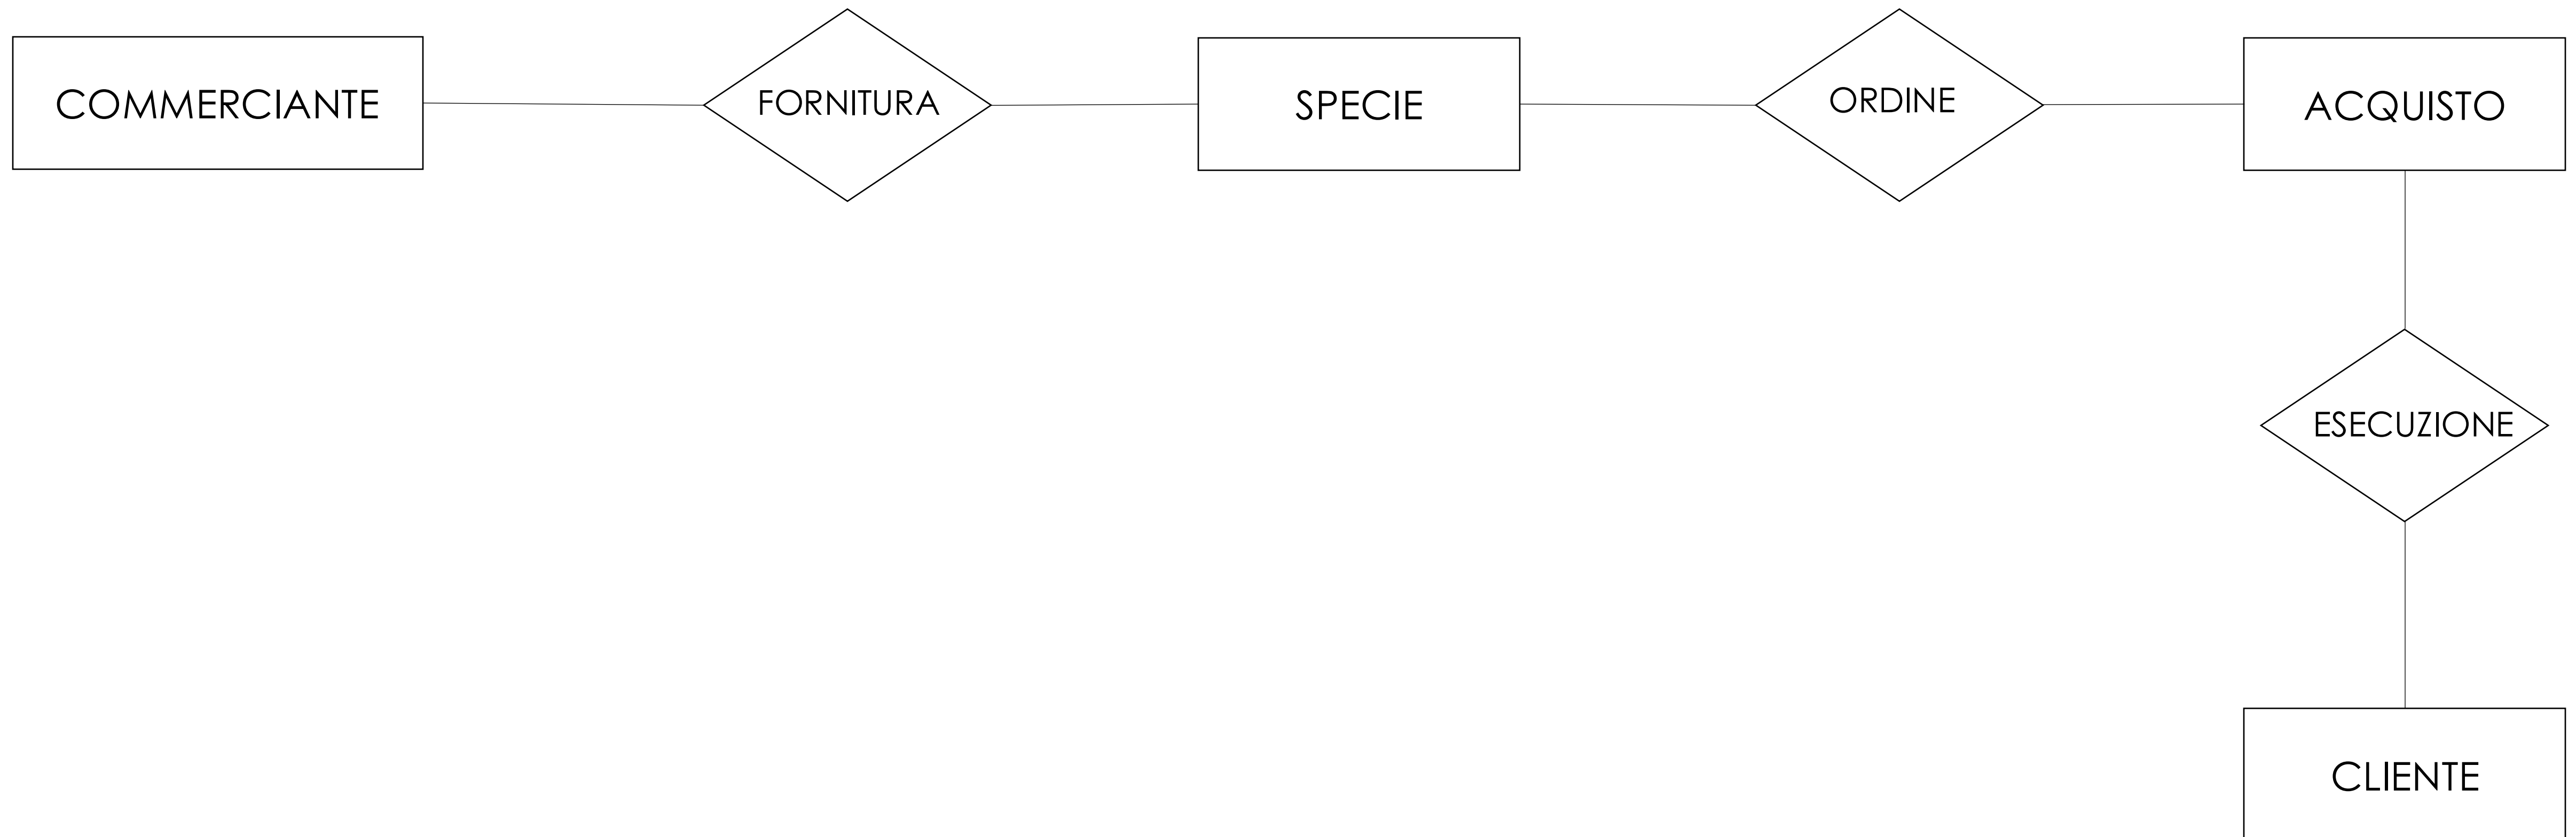 COMMERCIANTE
FORNITURA
SPECIE
ORDINE
ACQUISTO
ESECUZIONE
CLIENTE